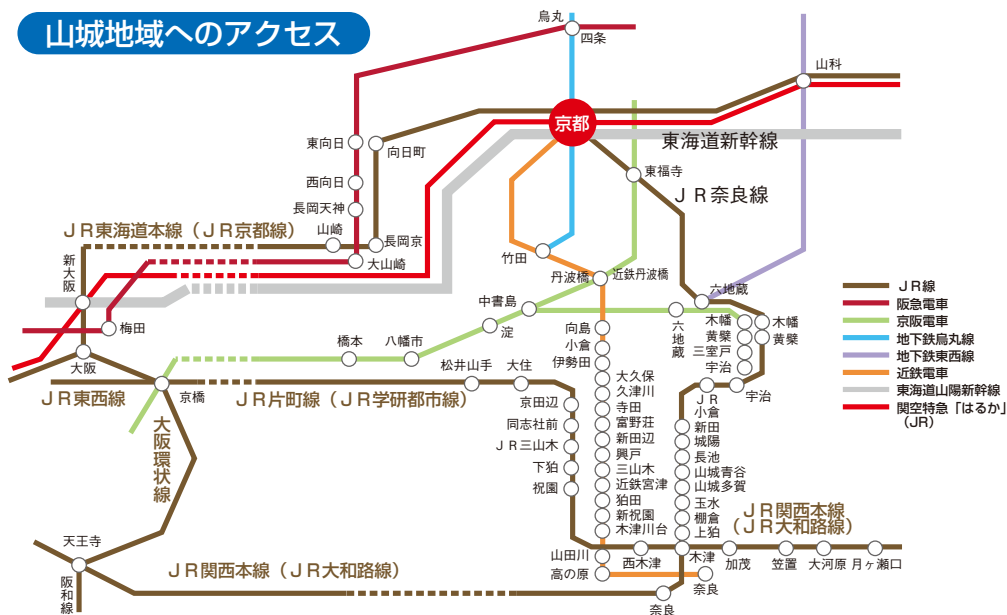 山城地域へのアクセス
烏丸
四条
山科
京都
東海道新幹線
東向日
向日町
東福寺
西向日
JR奈良線
長岡天神
JR東海道本線（JR京都線）
山崎
長岡京
新大阪
大山崎
竹田
丹波橋
近鉄丹波橋
六地蔵
中書島
梅田
淀
向島
六地蔵
木幡
木幡
黄檗
黄檗
小倉
三室戸
橋本
八幡市
伊勢田
宇治
大阪
松井山手
大住
大久保
宇治
JR東西線
京橋
JR片町線（JR学研都市線）
久津川
JR小倉
京田辺
寺田
新田
大阪環状線
同志社前
富野荘
城陽
JR三山木
新田辺
長池
興戸
下狛
三山木
山城青谷
祝園
近鉄宮津
山城多賀
狛田
玉水
新祝園
棚倉
木津川台
上狛
JR関西本線
（JR大和路線）
天王寺
山田川
西木津
木津
加茂
笠置
大河原
月ヶ瀬口
JR関西本線（JR大和路線）
高の原
奈良
阪和線
奈良
JR線
阪急電車
京阪電車
地下鉄烏丸線
地下鉄東西線
近鉄電車
東海道山陽新幹線
関空特急「はるか」
（JR）